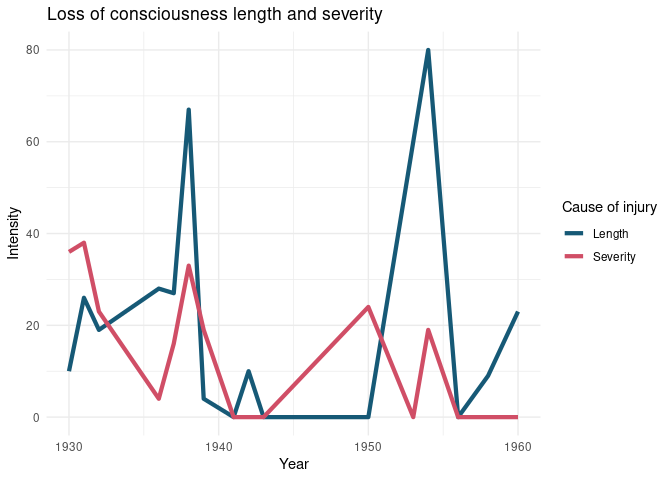 Loss of consciousness length and severity
80
60
40
20
0
Intensity
1930
1940
1950
1960
Year
Cause of injury
Length
Severity